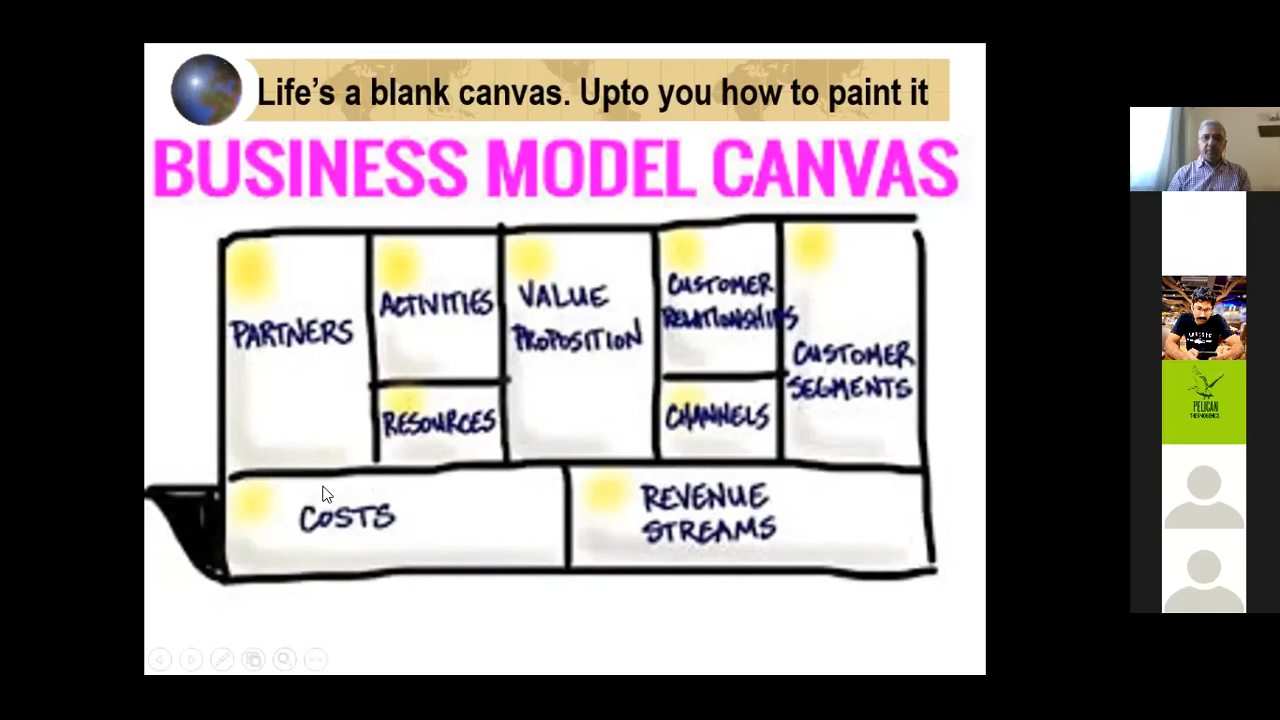 Life's a blank canvas. Upto you how to paint it
BUSINESS MODEL CANVAS
PARTNERS
ACTIVITIES
RESOURCES
VALUE
PROPOSITION
CUSTOMER
RELATIONSHIPS
CHANNELS
CUSTOMER
SEGMENTS
COSTS
REVENUE
STREAMS
PELICAN